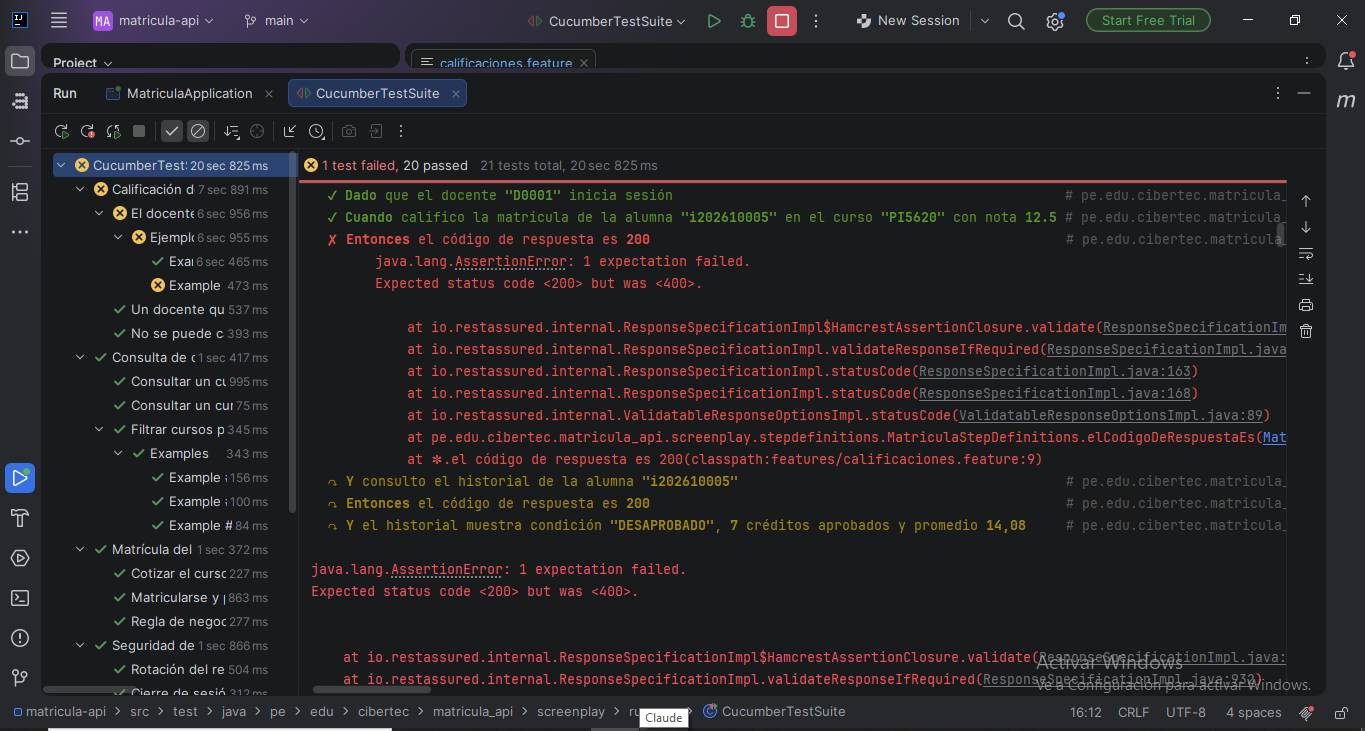 MA matricula-api main CucumberTestSuite New Session Start Free Trial
Project calificaciones.feature
Run MatriculaApplication CucumberTestSuite
CucumberTest 20 sec 825 ms
1 test failed, 20 passed 21 tests total, 20 sec 825 ms
Calificación d 7 sec 891 ms
El docente 6 sec 956 ms
Ejemplo 6 sec 955 ms
Exa 6 sec 465 ms
Example 473 ms
Un docente qu 537 ms
No se puede c 393 ms
Consulta de c 1 sec 417 ms
Consultar un cu 995 ms
Consultar un cur 75 ms
Filtrar cursos p 345 ms
Examples 343 ms
Example 156 ms
Example 100 ms
Example # 84 ms
Matrícula del 1 sec 372 ms
Cotizar el curso 227 ms
Matricularse y 863 ms
Regla de negoc 277 ms
Seguridad de 1 sec 866 ms
Rotación del re 504 ms
Cierre de sesió 312 ms
✓ Dado que el docente "D0001" inicia sesión # pe.edu.cibertec.matricula_
✓ Cuando califico la matrícula de la alumna "i202610005" en el curso "PI5620" con nota 12.5 # pe.edu.cibertec.matricula_
✗ Entonces el código de respuesta es 200 # pe.edu.cibertec.matricula_
java.lang.AssertionError: 1 expectation failed.
Expected status code <200> but was <400>.
at io.restassured.internal.ResponseSpecificationImpl$HamcrestAssertionClosure.validate(ResponseSpecificationIm
at io.restassured.internal.ResponseSpecificationImpl.validateResponseIfRequired(ResponseSpecificationImpl.java
at io.restassured.internal.ResponseSpecificationImpl.statusCode(ResponseSpecificationImpl.java:163)
at io.restassured.internal.ResponseSpecificationImpl.statusCode(ResponseSpecificationImpl.java:168)
at io.restassured.internal.ValidatableResponseOptionsImpl.statusCode(ValidatableResponseOptionsImpl.java:89)
at pe.edu.cibertec.matricula_api.screenplay.stepdefinitions.MatriculaStepDefinitions.elCodigoDeRespuestaEs(Mat
at ✽.el código de respuesta es 200(classpath:features/calificaciones.feature:9)
↷ Y consulto el historial de la alumna "i202610005" # pe.edu.cibertec.matricula_
↷ Entonces el código de respuesta es 200 # pe.edu.cibertec.matricula_
↷ Y el historial muestra condición "DESAPROBADO", 7 créditos aprobados y promedio 14,08 # pe.edu.cibertec.matricula_
java.lang.AssertionError: 1 expectation failed.
Expected status code <200> but was <400>.
at io.restassured.internal.ResponseSpecificationImpl$HamcrestAssertionClosure.validate(ResponseSpecificationImpl.java:
at io.restassured.internal.ResponseSpecificationImpl.validateResponseIfRequired(ResponseSpecificationImpl.java:932)
Activar Windows
Ve a Configuración para activar Windows.
matricula-api > src > test > java > pe > edu > cibertec > matricula_api > screenplay > ru > CucumberTestSuite 16:12 CRLF UTF-8 4 spaces
Claude